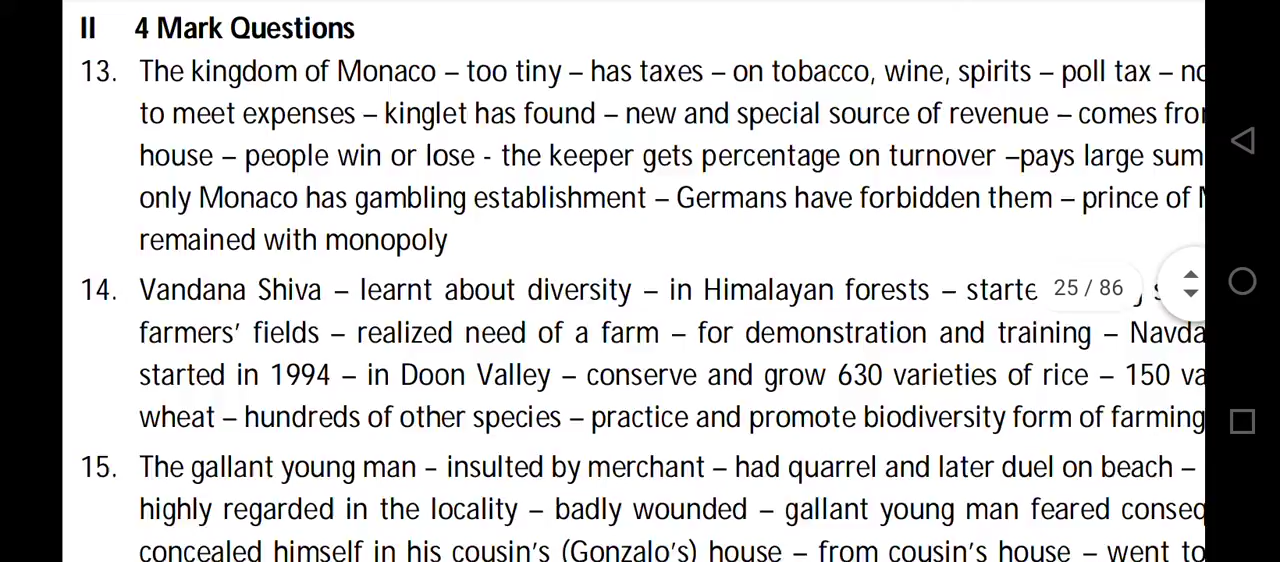 II 4 Mark Questions
13. The kingdom of Monaco – too tiny – has taxes – on tobacco, wine, spirits – poll tax –
to meet expenses – kinglet has found – new and special source of revenue – comes
house – people win or lose - the keeper gets percentage on turnover –pays large sum
only Monaco has gambling establishment – Germans have forbidden them – prince of
remained with monopoly
14. Vandana Shiva – learnt about diversity – in Himalayan forests – 25 / 86
farmers' fields – realized need of a farm – for demonstration and training –
started in 1994 – in Doon Valley – conserve and grow 630 varieties of rice – 150
wheat – hundreds of other species – practice and promote biodiversity form of farming
15. The gallant young man – insulted by merchant – had quarrel and later duel on beach –
highly regarded in the locality – badly wounded – gallant young man feared
concealed himself in his cousin's (Gonzalo's) house – from cousin's house – went to